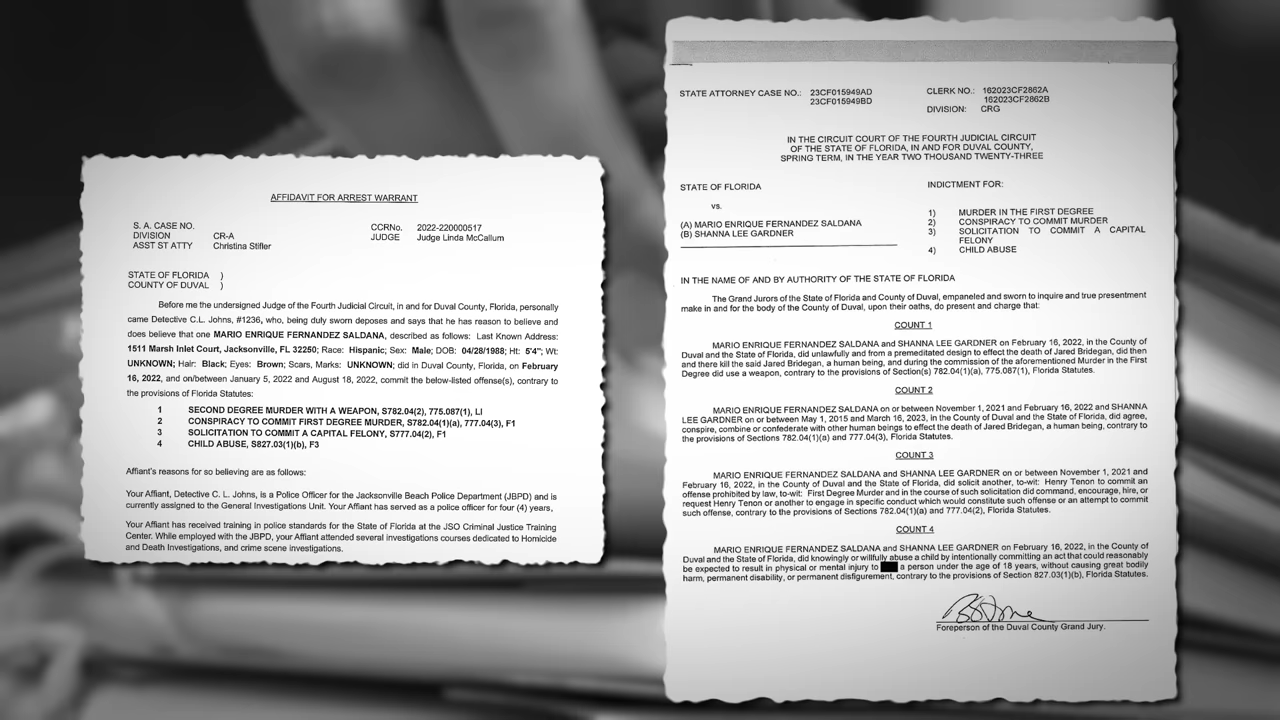 AFFIDAVIT FOR ARREST WARRANT
S. A. CASE NO.
CCRNo. 2022-220000517
DIVISION CR-A
JUDGE Judge Linda McCallum
ASST ST ATTY Christina Stifler
STATE OF FLORIDA )
COUNTY OF DUVAL )
Before me the undersigned Judge of the Fourth Judicial Circuit, in and for Duval County, Florida, personally
came Detective C.L. Johns, #1236, who, being duly sworn deposes and says that he has reason to believe and
does believe that one MARIO ENRIQUE FERNANDEZ SALDANA, described as follows: Last Known Address:
1511 Marsh Inlet Court, Jacksonville, FL 32250; Race: Hispanic; Sex: Male; DOB: 04/28/1988; Ht: 5'4"; Wt:
UNKNOWN; Hair: Black; Eyes: Brown; Scars, Marks: UNKNOWN; did in Duval County, Florida, on February
16, 2022, and on/between January 5, 2022 and August 18, 2022, commit the below-listed offense(s), contrary to
the provisions of Florida Statutes:
1 SECOND DEGREE MURDER WITH A WEAPON, S782.04(2), 775.087(1), LI
2 CONSPIRACY TO COMMIT FIRST DEGREE MURDER, S782.04(1)(a), 777.04(3), F1
3 SOLICITATION TO COMMIT A CAPITAL FELONY, S777.04(2), F1
4 CHILD ABUSE, S827.03(1)(b), F3
Affiant's reasons for so believing are as follows:
Your Affiant, Detective C. L. Johns, is a Police Officer for the Jacksonville Beach Police Department (JBPD) and is
currently assigned to the General Investigations Unit. Your Affiant has served as a police officer for four (4) years,
Your Affiant has received training in police standards for the State of Florida at the JSO Criminal Justice Training
Center. While employed with the JBPD, your Affiant attended several investigations courses dedicated to Homicide
and Death Investigations, and crime scene investigations.
STATE ATTORNEY CASE NO.: 23CF015949AD
23CF015949BD
CLERK NO.: 162023CF2862A
162023CF2862B
DIVISION: CRG
IN THE CIRCUIT COURT OF THE FOURTH JUDICIAL CIRCUIT
OF THE STATE OF FLORIDA, IN AND FOR DUVAL COUNTY,
SPRING TERM, IN THE YEAR TWO THOUSAND TWENTY-THREE
STATE OF FLORIDA
vs.
(A) MARIO ENRIQUE FERNANDEZ SALDANA
(B) SHANNA LEE GARDNER
INDICTMENT FOR:
1) MURDER IN THE FIRST DEGREE
2) CONSPIRACY TO COMMIT MURDER
3) SOLICITATION TO COMMIT A CAPITAL
FELONY
4) CHILD ABUSE
IN THE NAME OF AND BY AUTHORITY OF THE STATE OF FLORIDA
The Grand Jurors of the State of Florida and County of Duval, empaneled and sworn to inquire and true presentment
make in and for the body of the County of Duval, upon their oaths, do present and charge that:
COUNT 1
MARIO ENRIQUE FERNANDEZ SALDANA and SHANNA LEE GARDNER on February 16, 2022, in the County of
Duval and the State of Florida, did unlawfully and from a premeditated design to effect the death of Jared Bridegan, did then
and there kill the said Jared Bridegan, a human being, and during the commission of the aforementioned Murder in the First
Degree did use a weapon, contrary to the provisions of Section(s) 782.04(1)(a), 775.087(1), Florida Statutes.
COUNT 2
MARIO ENRIQUE FERNANDEZ SALDANA on or between November 1, 2021 and February 16, 2022 and SHANNA
LEE GARDNER on or between May 1, 2015 and March 16, 2023, in the County of Duval and the State of Florida, did agree,
conspire, combine or confederate with other human beings to effect the death of Jared Bridegan, a human being, contrary to
the provisions of Sections 782.04(1)(a) and 777.04(3), Florida Statutes.
COUNT 3
MARIO ENRIQUE FERNANDEZ SALDANA and SHANNA LEE GARDNER on or between November 1, 2021 and
February 16, 2022, in the County of Duval and the State of Florida, did solicit another, to-wit: Henry Tenon to commit an
offense prohibited by law, to-wit: First Degree Murder and in the course of such solicitation did command, encourage, hire, or
request Henry Tenon or another to engage in specific conduct which would constitute such offense or an attempt to commit
such offense, contrary to the provisions of Sections 782.04(1)(a) and 777.04(2), Florida Statutes.
COUNT 4
MARIO ENRIQUE FERNANDEZ SALDANA and SHANNA LEE GARDNER on February 16, 2022, in the County of
Duval and the State of Florida, did knowingly or willfully abuse a child by intentionally committing an act that could reasonably
be expected to result in physical or mental injury to a person under the age of 18 years, without causing great bodily
harm, permanent disability, or permanent disfigurement, contrary to the provisions of Section 827.03(1)(b), Florida Statutes.
Foreperson of the Duval County Grand Jury.